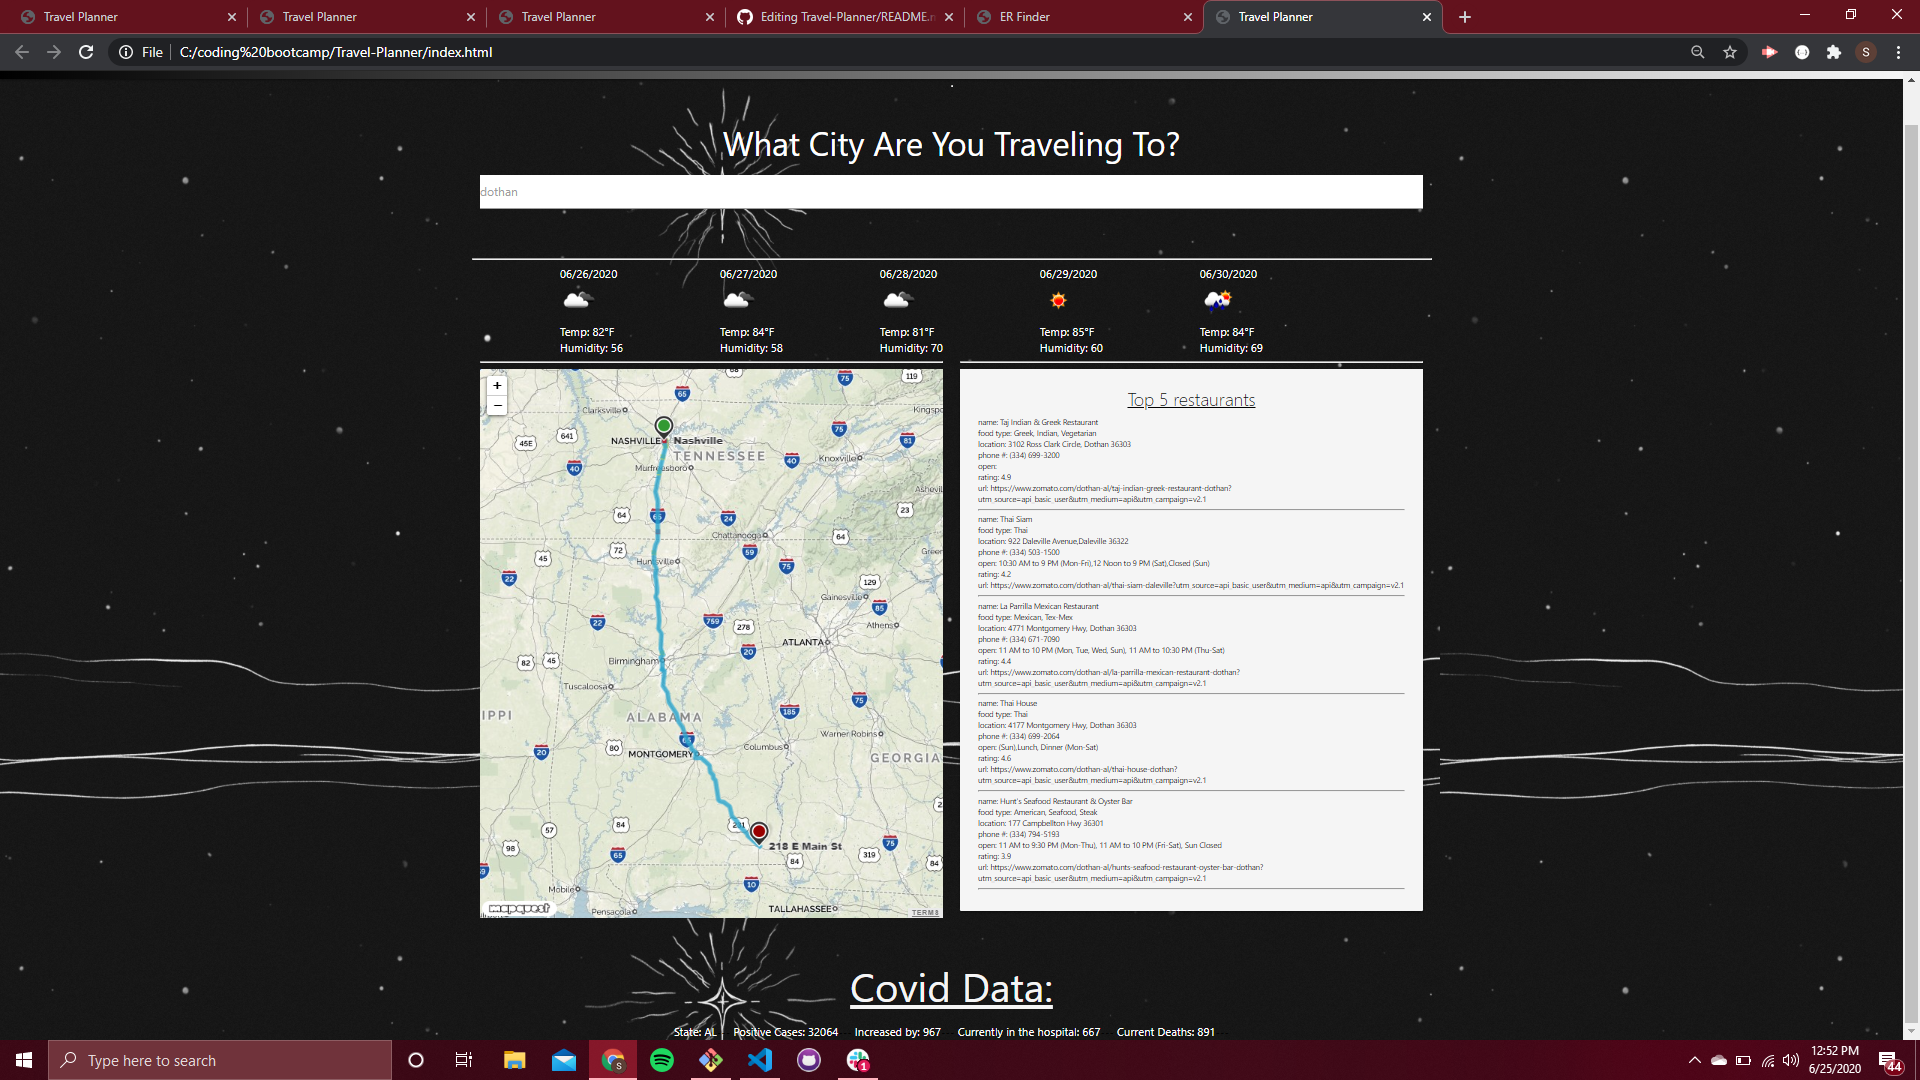 Travel Planner
Travel Planner
Travel Planner
Editing Travel-Planner/README.m
ER Finder
Travel Planner
File
C:/coding%20bootcamp/Travel-Planner/index.html
S
What City Are You Traveling To?
dothan
06/26/2020
Temp: 82°F
Humidity: 56
06/27/2020
Temp: 84°F
Humidity: 58
06/28/2020
Temp: 81°F
Humidity: 70
06/29/2020
Temp: 85°F
Humidity: 60
06/30/2020
Temp: 84°F
Humidity: 69
+
−
68
75
119
65
Clarksville
Kingsp
75
641
45E
NASHVILLE
Nashville
81
TENNESSEE
40
Knoxville
40
Murfreesboro
Ashevil
23
64
65
24
Chattanooga
64
72
59
Green
45
Huntsville
75
22
129
Gainesville
85
22
759
278
Athens
ATLANTA
20
82
45
Birmingham
Tuscaloosa
75
185
IPPI
ALABAMA
65
Warner Robins
80
Columbus
20
MONTGOMERY
GEORGIA
57
84
231
218 E Main St
98
65
84
319
75
84
10
Mobile
TALLAHASSEE
Pensacola
mapquest
TERMS
Top 5 restaurants
name: Taj Indian & Greek Restaurant
food type: Greek, Indian, Vegetarian
location: 3102 Ross Clark Circle, Dothan 36303
phone #: (334) 699-3200
open:
rating: 4.9
url: https://www.zomato.com/dothan-al/taj-indian-greek-restaurant-dothan?
utm_source=api_basic_user&utm_medium=api&utm_campaign=v2.1
name: Thai Siam
food type: Thai
location: 922 Daleville Avenue,Daleville 36322
phone #: (334) 503-1500
open: 10:30 AM to 9 PM (Mon-Fri),12 Noon to 9 PM (Sat),Closed (Sun)
rating: 4.2
url: https://www.zomato.com/dothan-al/thai-siam-daleville?utm_source=api_basic_user&utm_medium=api&utm_campaign=v2.1
name: La Parrilla Mexican Restaurant
food type: Mexican, Tex-Mex
location: 4771 Montgomery Hwy, Dothan 36303
phone #: (334) 671-7090
open: 11 AM to 10 PM (Mon, Tue, Wed, Sun), 11 AM to 10:30 PM (Thu-Sat)
rating: 4.4
url: https://www.zomato.com/dothan-al/la-parrilla-mexican-restaurant-dothan?
utm_source=api_basic_user&utm_medium=api&utm_campaign=v2.1
name: Thai House
food type: Thai
location: 4177 Montgomery Hwy, Dothan 36303
phone #: (334) 699-2064
open: (Sun),Lunch, Dinner (Mon-Sat)
rating: 4.6
url: https://www.zomato.com/dothan-al/thai-house-dothan?
utm_source=api_basic_user&utm_medium=api&utm_campaign=v2.1
name: Hunt's Seafood Restaurant & Oyster Bar
food type: American, Seafood, Steak
location: 177 Campbellton Hwy 36301
phone #: (334) 794-5193
open: 11 AM to 9:30 PM (Mon-Thu), 11 AM to 10 PM (Fri-Sat), Sun Closed
rating: 3.9
url: https://www.zomato.com/dothan-al/hunts-seafood-restaurant-oyster-bar-dothan?
utm_source=api_basic_user&utm_medium=api&utm_campaign=v2.1
Covid Data:
State: AL Positive Cases: 32064 Increased by: 967 Currently in the hospital: 667 Current Deaths: 891
Type here to search
S
1
12:52 PM
6/25/2020
44